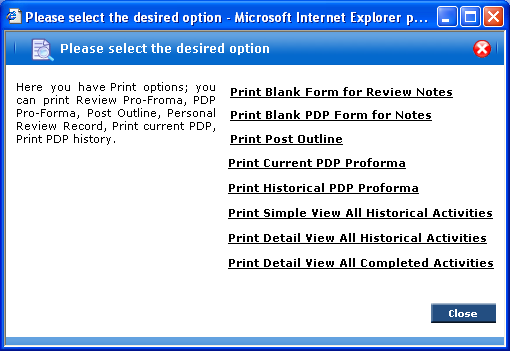 Please select the desired option - Microsoft Internet Explorer p...
Please select the desired option
Here you have Print options; you
can print Review Pro-Froma, PDP
Pro-Forma, Post Outline, Personal
Review Record, Print current PDP,
Print PDP history.
Print Blank Form for Review Notes
Print Blank PDP Form for Notes
Print Post Outline
Print Current PDP Proforma
Print Historical PDP Proforma
Print Simple View All Historical Activities
Print Detail View All Historical Activities
Print Detail View All Completed Activities
Close